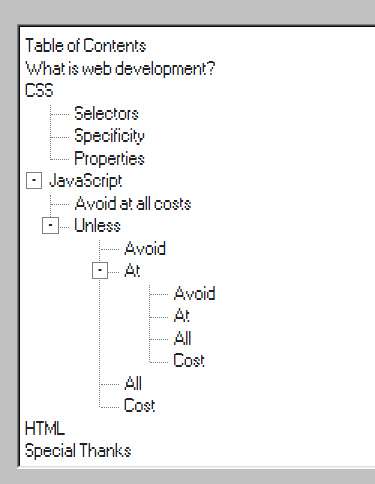 Table of Contents
What is web development?
CSS
Selectors
Specificity
Properties
JavaScript
Avoid at all costs
Unless
Avoid
At
Avoid
At
All
Cost
All
Cost
HTML
Special Thanks